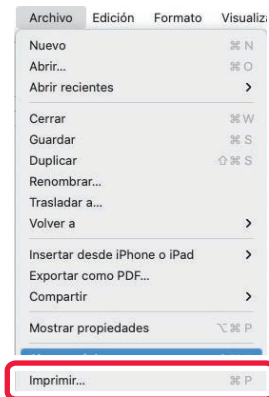 Archivo Edición Formato Visualiz
Nuevo ⌘ N
Abrir... ⌘ O
Abrir recientes >
Cerrar ⌘ W
Guardar ⌘ S
Duplicar ⇧ ⌘ S
Renombrar...
Trasladar a...
Volver a >
Insertar desde iPhone o iPad >
Exportar como PDF...
Compartir >
Mostrar propiedades ⌥ ⌘ P
Imprimir... ⌘ P